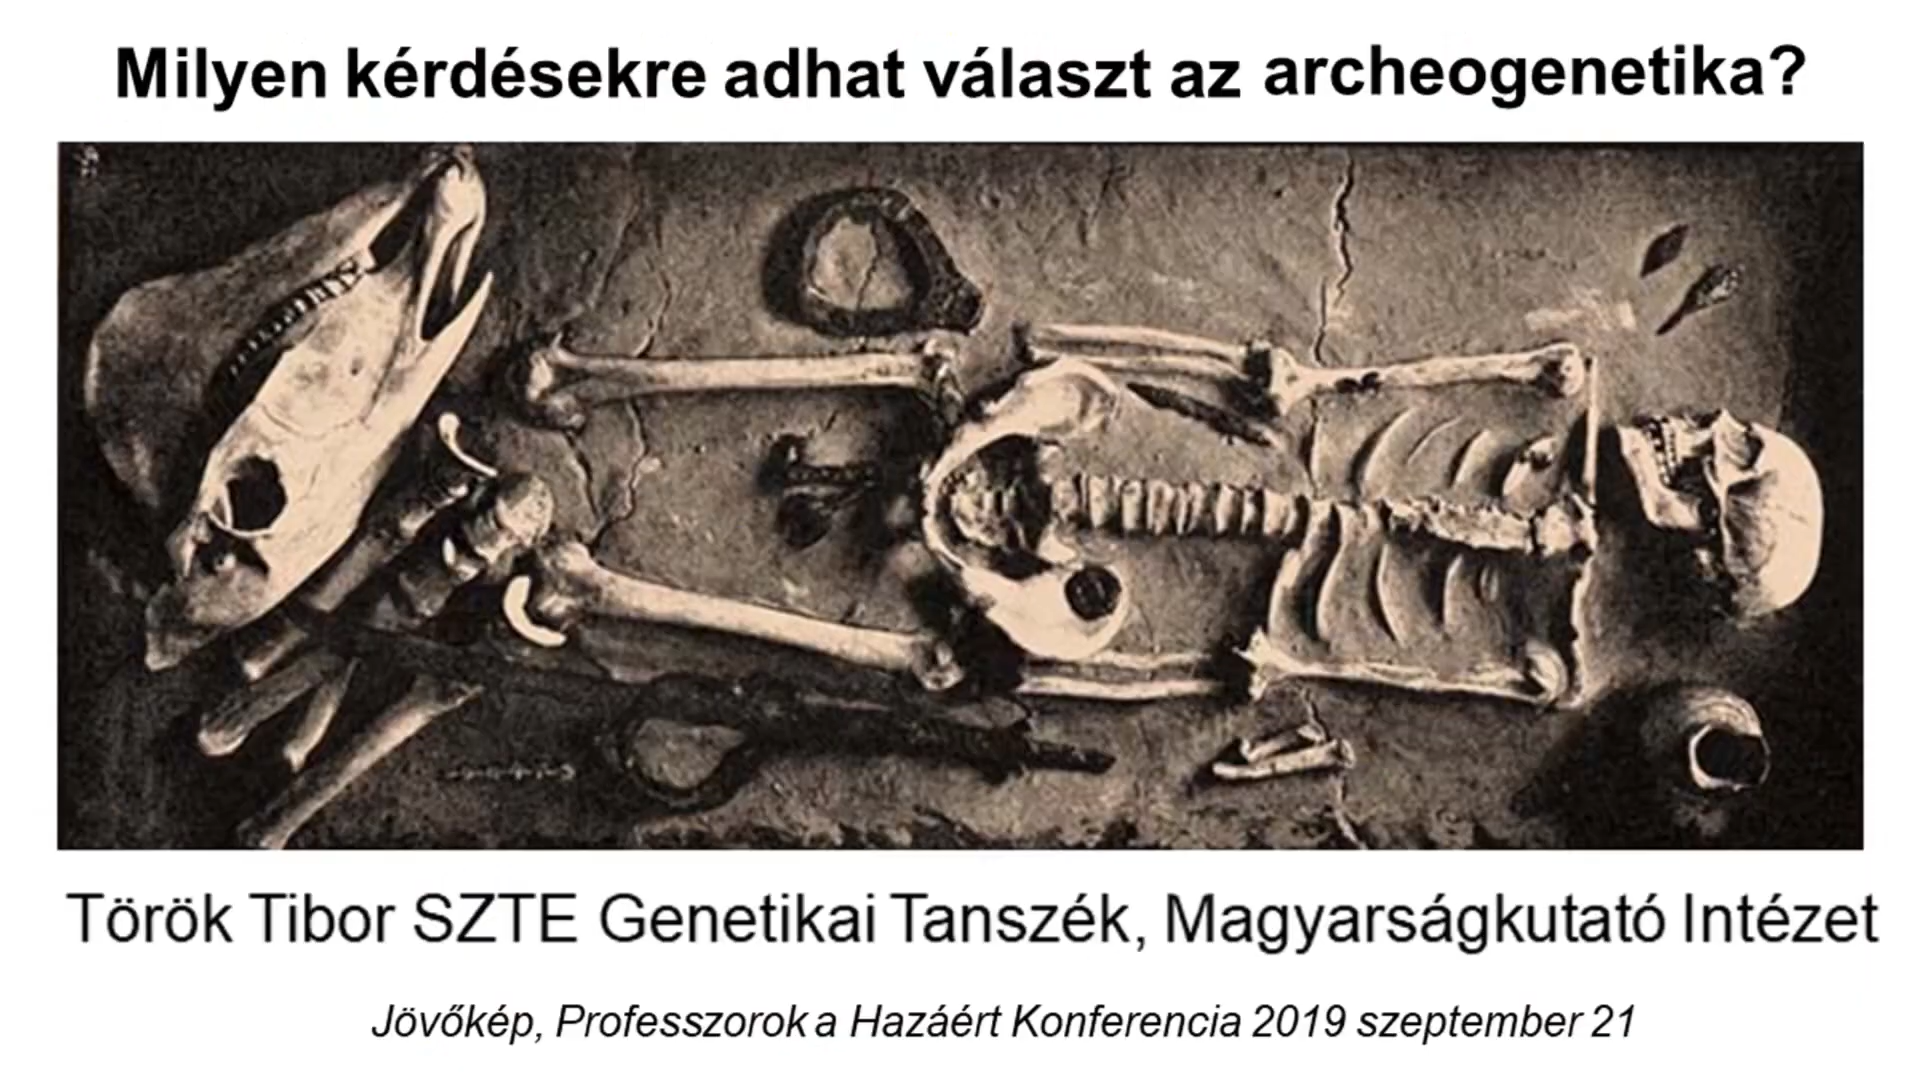 Milyen kérdésekre adhat választ az archeogenetika?
Török Tibor SZTE Genetikai Tanszék, Magyarságkutató Intézet
Jövőkép, Professzorok a Hazáért Konferencia 2019 szeptember 21